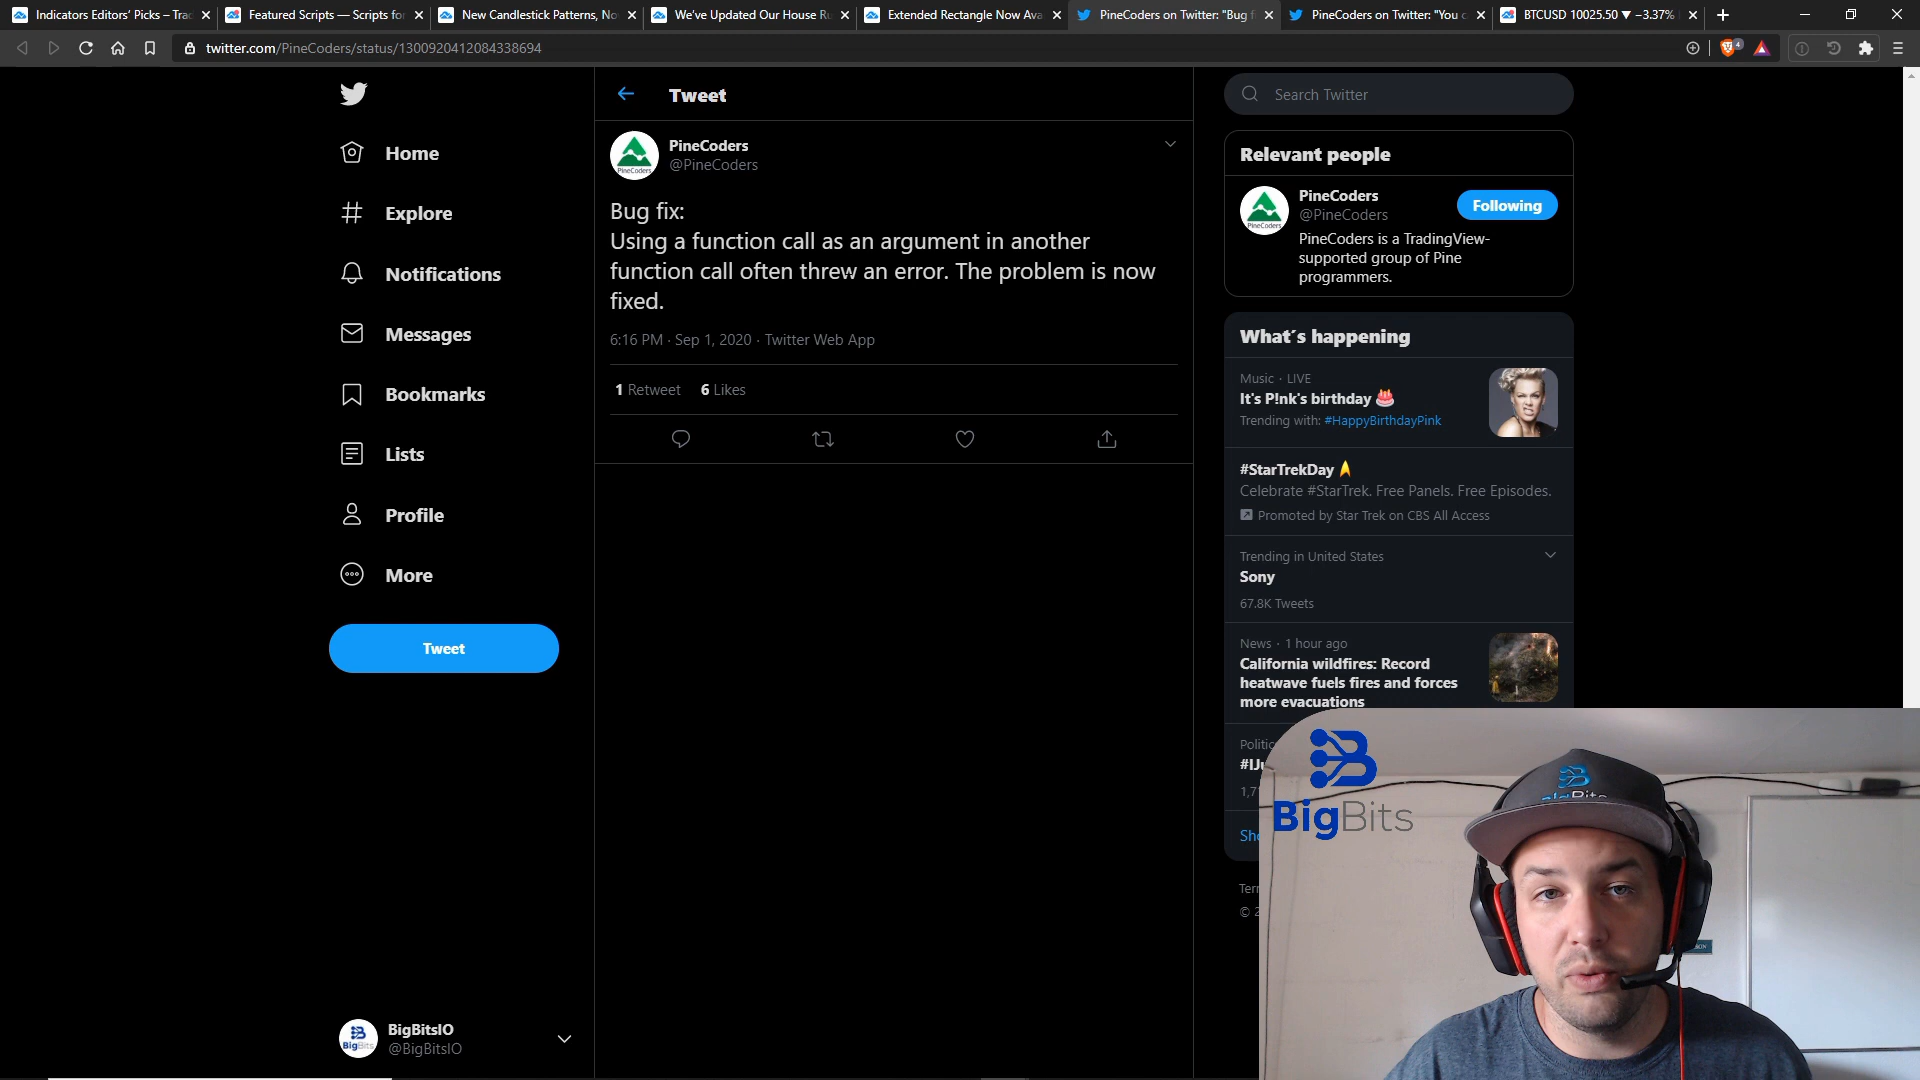 Indicators Editors' Picks – Tra
Featured Scripts — Scripts fo
New Candlestick Patterns, No
We've Updated Our House Ru
Extended Rectangle Now Ava
PineCoders on Twitter: "Bug f
PineCoders on Twitter: "You c
BTCUSD 10025.50 ▼ −3.37%
twitter.com/PineCoders/status/1300920412084338694
4
Home
Explore
Notifications
Messages
Bookmarks
Lists
Profile
More
Tweet
BigBitsIO
@BigBitsIO
BigBits
Tweet
PineCoders
PineCoders
@PineCoders
Bug fix:
Using a function call as an argument in another
function call often threw an error. The problem is now
fixed.
6:16 PM · Sep 1, 2020 · Twitter Web App
1 Retweet 6 Likes
Search Twitter
Relevant people
PineCoders
PineCoders
@PineCoders
Following
PineCoders is a TradingView-
supported group of Pine
programmers.
What's happening
Music · LIVE
It's P!nk's birthday 🎂
Trending with: #HappyBirthdayPink
#StarTrekDay
Celebrate #StarTrek. Free Panels. Free Episodes.
Promoted by Star Trek on CBS All Access
Trending in United States
Sony
67.8K Tweets
News · 1 hour ago
California wildfires: Record
heatwave fuels fires and forces
more evacuations
Politic
Sho
Ter
BigBits